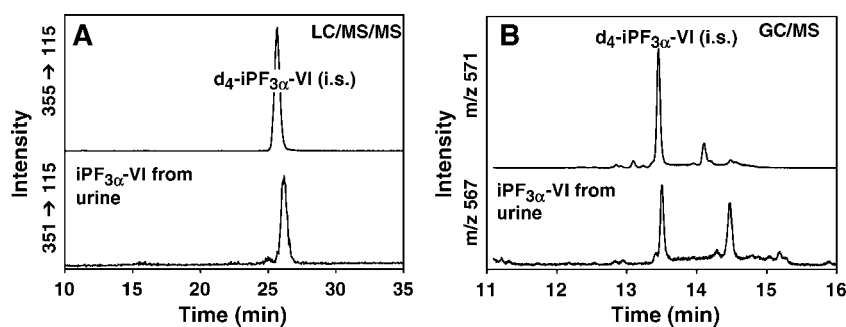 A
LC/MS/MS
d4-iPF3α-VI (i.s.)
355 → 115
Intensity
iPF3α-VI from
urine
351 → 115
10 15 20 25 30 35
Time (min)
B
GC/MS
d4-iPF3α-VI (i.s.)
m/z 571
Intensity
iPF3α-VI from
urine
m/z 567
11 12 13 14 15 16
Time (min)